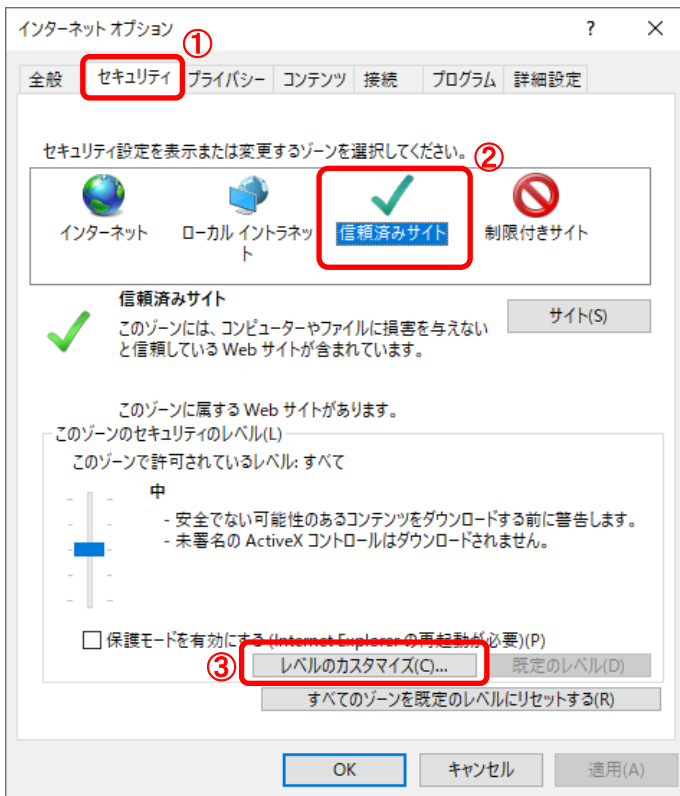 インターネット オプション ? ×
①
全般 セキュリティ プライバシー コンテンツ 接続 プログラム 詳細設定
セキュリティ設定を表示または変更するゾーンを選択してください。 ②
インターネット ローカル イントラネッ 信頼済みサイト 制限付きサイト
ト
信頼済みサイト
サイト(S)
このゾーンには、コンピューターやファイルに損害を与えない
と信頼している Web サイトが含まれています。
このゾーンに属する Web サイトがあります。
このゾーンのセキュリティのレベル(L)
このゾーンで許可されているレベル: すべて
中
- 安全でない可能性のあるコンテンツをダウンロードする前に警告します。
- 未署名の ActiveX コントロールはダウンロードされません。
保護モードを有効にする (Internet Explorer の再起動が必要)(P)
③ レベルのカスタマイズ(C)... 既定のレベル(D)
すべてのゾーンを既定のレベルにリセットする(R)
OK キャンセル 適用(A)